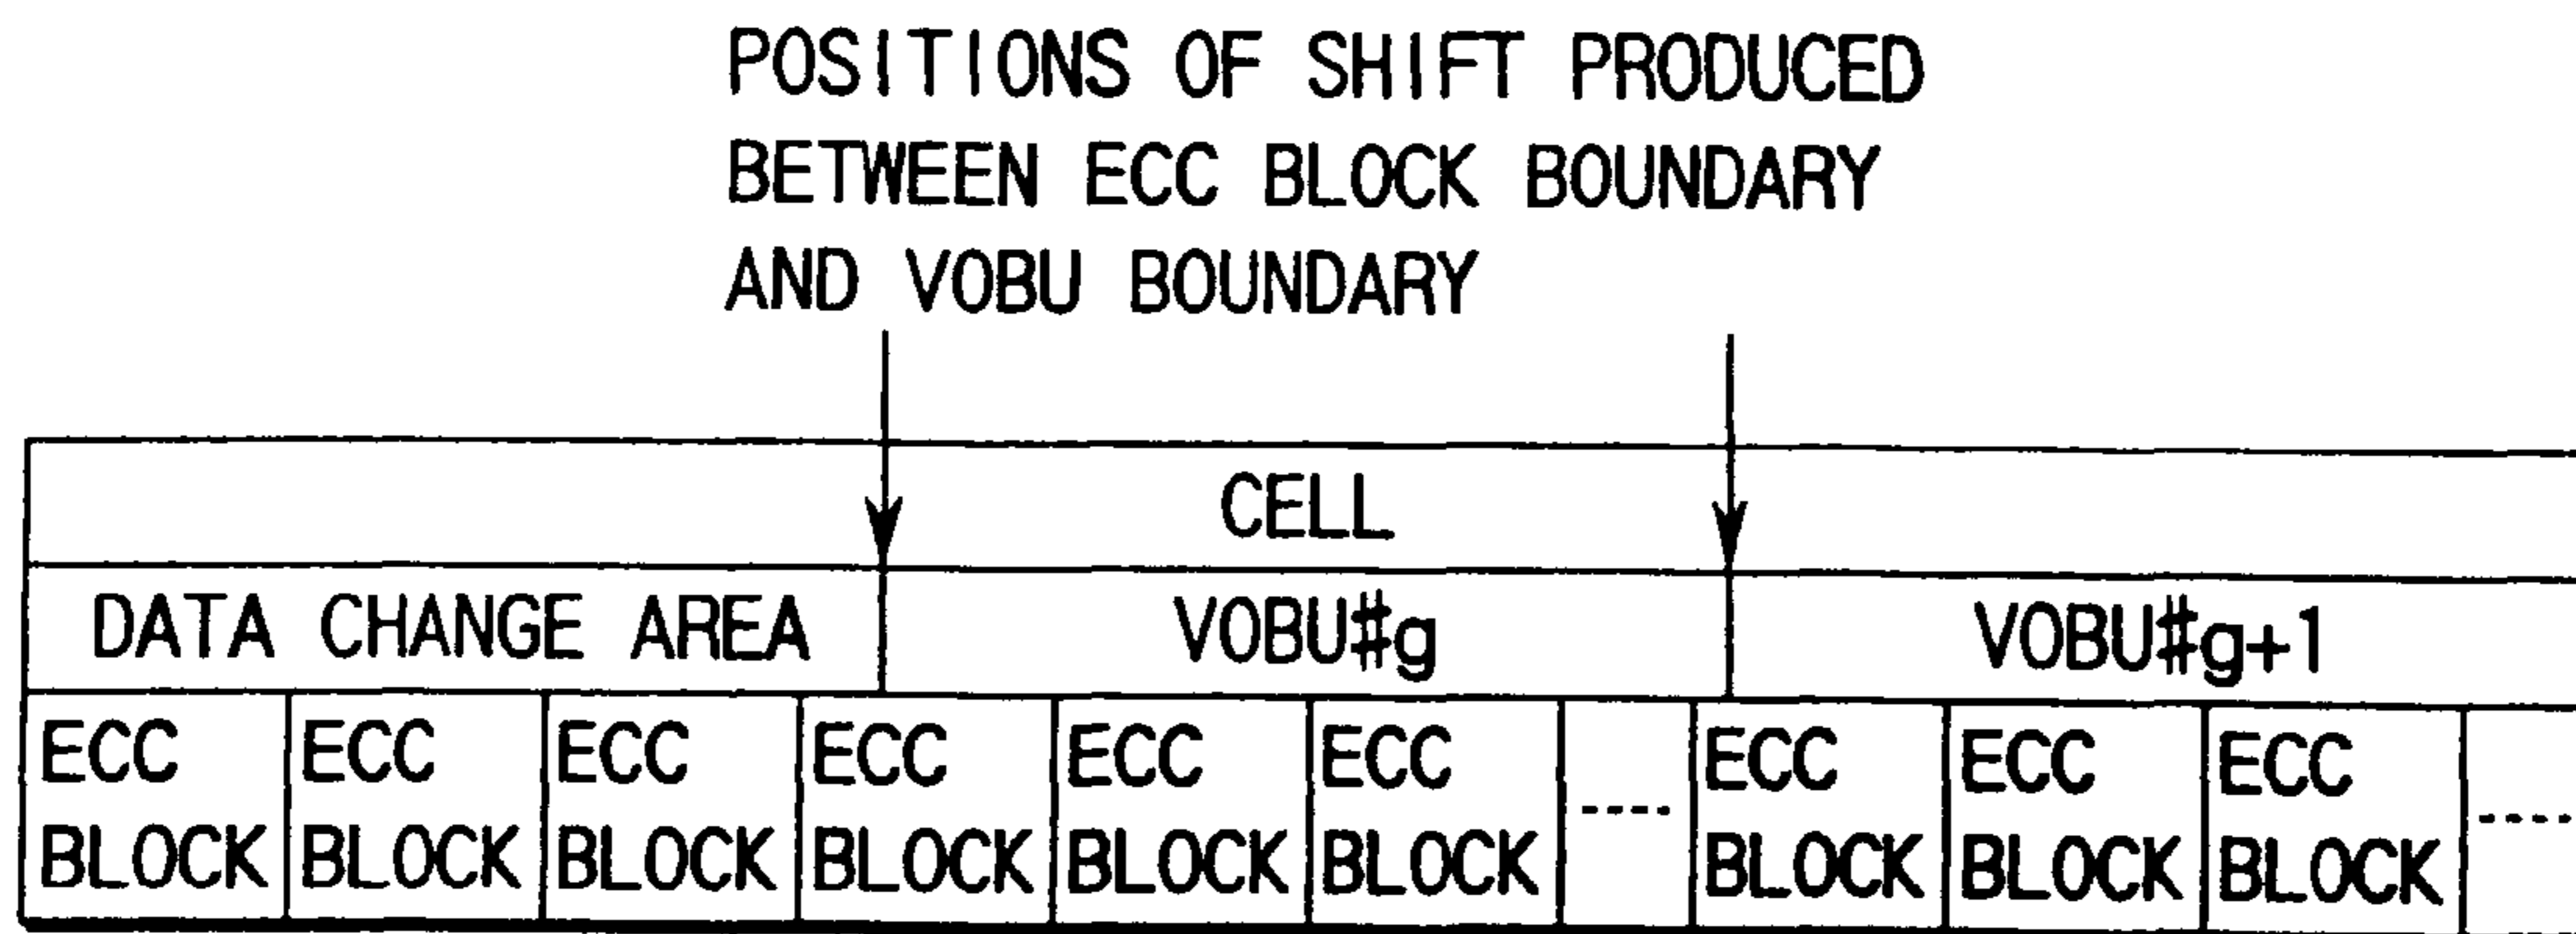 POSITIONS OF SHIFT PRODUCED
BETWEEN ECC BLOCK BOUNDARY
AND VOBU BOUNDARY
CELL
DATA CHANGE AREA VOBU#g VOBU#g+1
ECC ECC ECC ECC ECC ECC ECC ECC ECC
BLOCK BLOCK BLOCK BLOCK BLOCK BLOCK ---- BLOCK BLOCK BLOCK ----